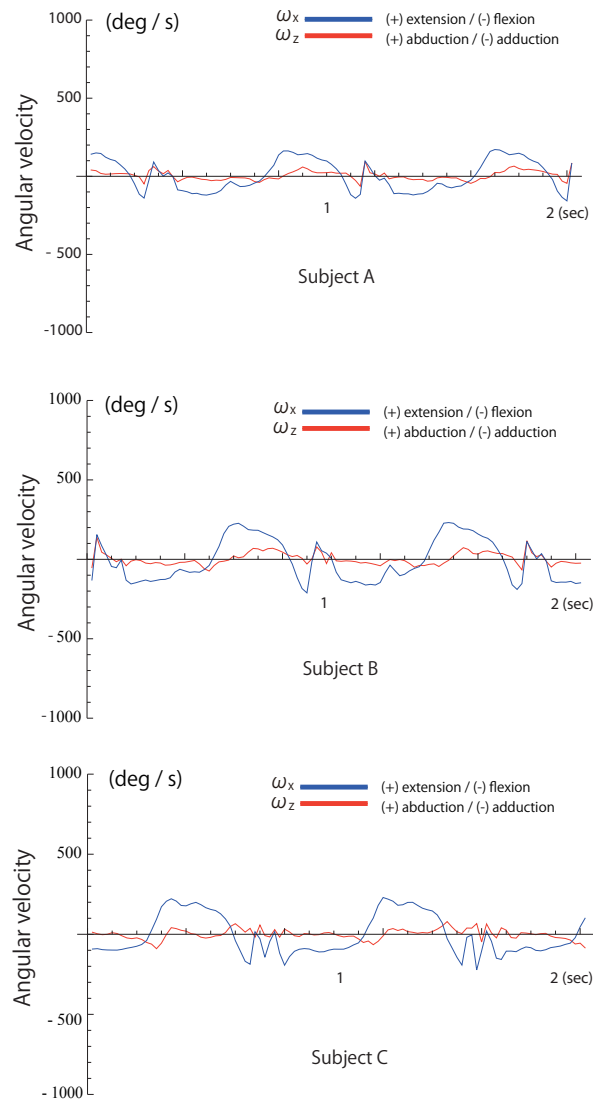 1000
(deg / s)
ωx (+) extension / (-) flexion
ωz (+) abduction / (-) adduction
500
Angular velocity
1
2 (sec)
- 500
Subject A
-1000
1000
(deg / s)
ωx (+) extension / (-) flexion
ωz (+) abduction / (-) adduction
500
Angular velocity
1
2 (sec)
- 500
Subject B
-1000
1000
(deg / s)
ωx (+) extension / (-) flexion
ωz (+) abduction / (-) adduction
500
Angular velocity
1
2 (sec)
- 500
Subject C
- 1000